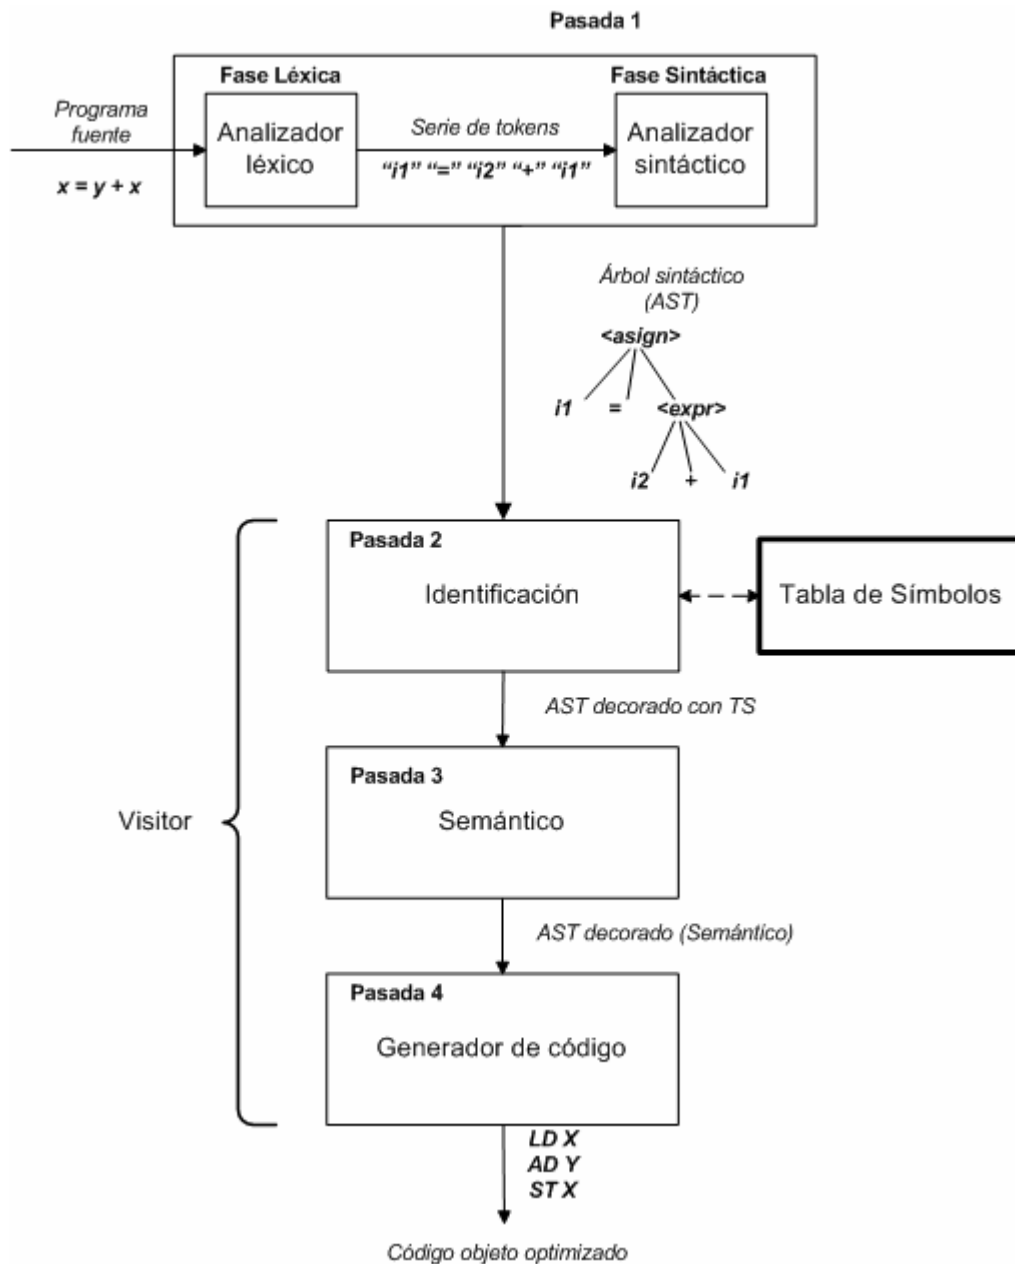 Pasada 1
Fase Léxica
Fase Sintáctica
Programa
fuente
Analizador
léxico
Serie de tokens
Analizador
sintáctico
x = y + x
“i1” “=” “i2” “+” “i1”
Árbol sintáctico
(AST)
<asign>
i1 = <expr>
i2 + i1
Pasada 2
Identificación
Tabla de Símbolos
AST decorado con TS
Pasada 3
Semántico
Visitor
AST decorado (Semántico)
Pasada 4
Generador de código
LD X
AD Y
ST X
Código objeto optimizado